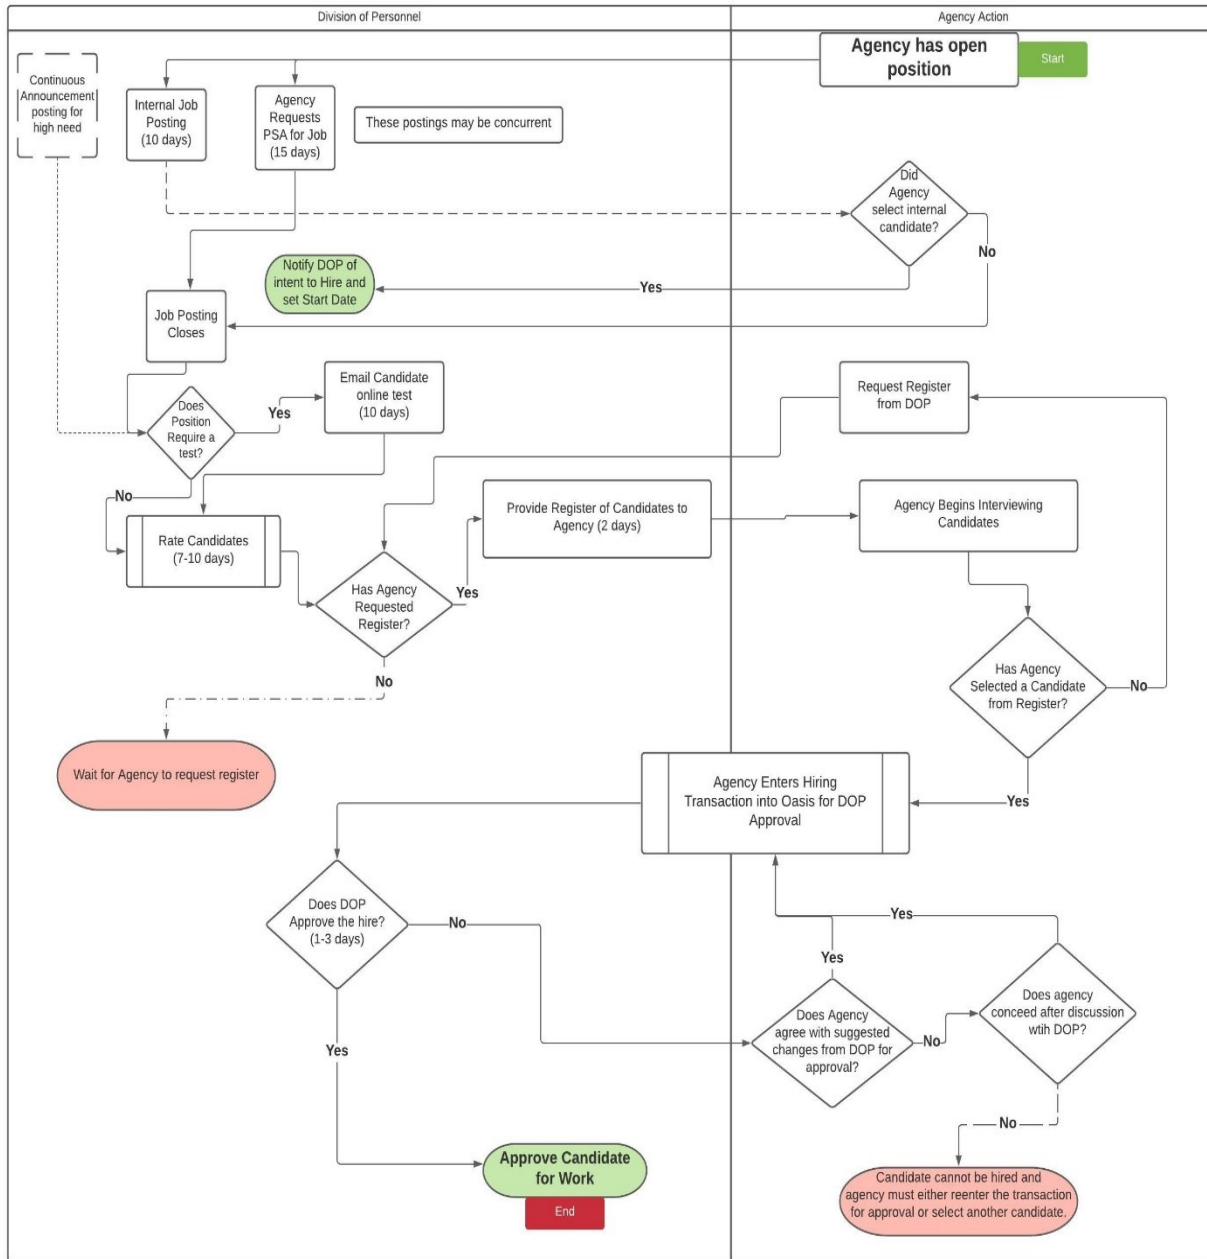 Division of Personnel
Agency Action
Agency has open
position
Start
Continuous
Announcement
posting for
high need
Internal Job
Posting
(10 days)
Agency
Requests
PSA for Job
(15 days)
These postings may be concurrent
Did
Agency
select internal
candidate?
No
Yes
Notify DOP of
intent to Hire and
set Start Date
Job Posting
Closes
Does
Position
Require a
test?
Yes
Email Candidate
online test
(10 days)
Request Register
from DOP
No
Rate Candidates
(7-10 days)
Has Agency
Requested
Register?
Yes
Provide Register of Candidates to
Agency (2 days)
Agency Begins Interviewing
Candidates
No
Has Agency
Selected a Candidate
from Register?
No
Wait for Agency to request register
Yes
Agency Enters Hiring
Transaction into Oasis for DOP
Approval
Does DOP
Approve the hire?
(1-3 days)
No
Yes
Yes
Does Agency
agree with suggested
changes from DOP for
approval?
No
Does agency
conceed after discussion
wtih DOP?
Yes
No
Approve Candidate
for Work
End
Candidate cannot be hired and
agency must either reenter the transaction
for approval or select another candidate.